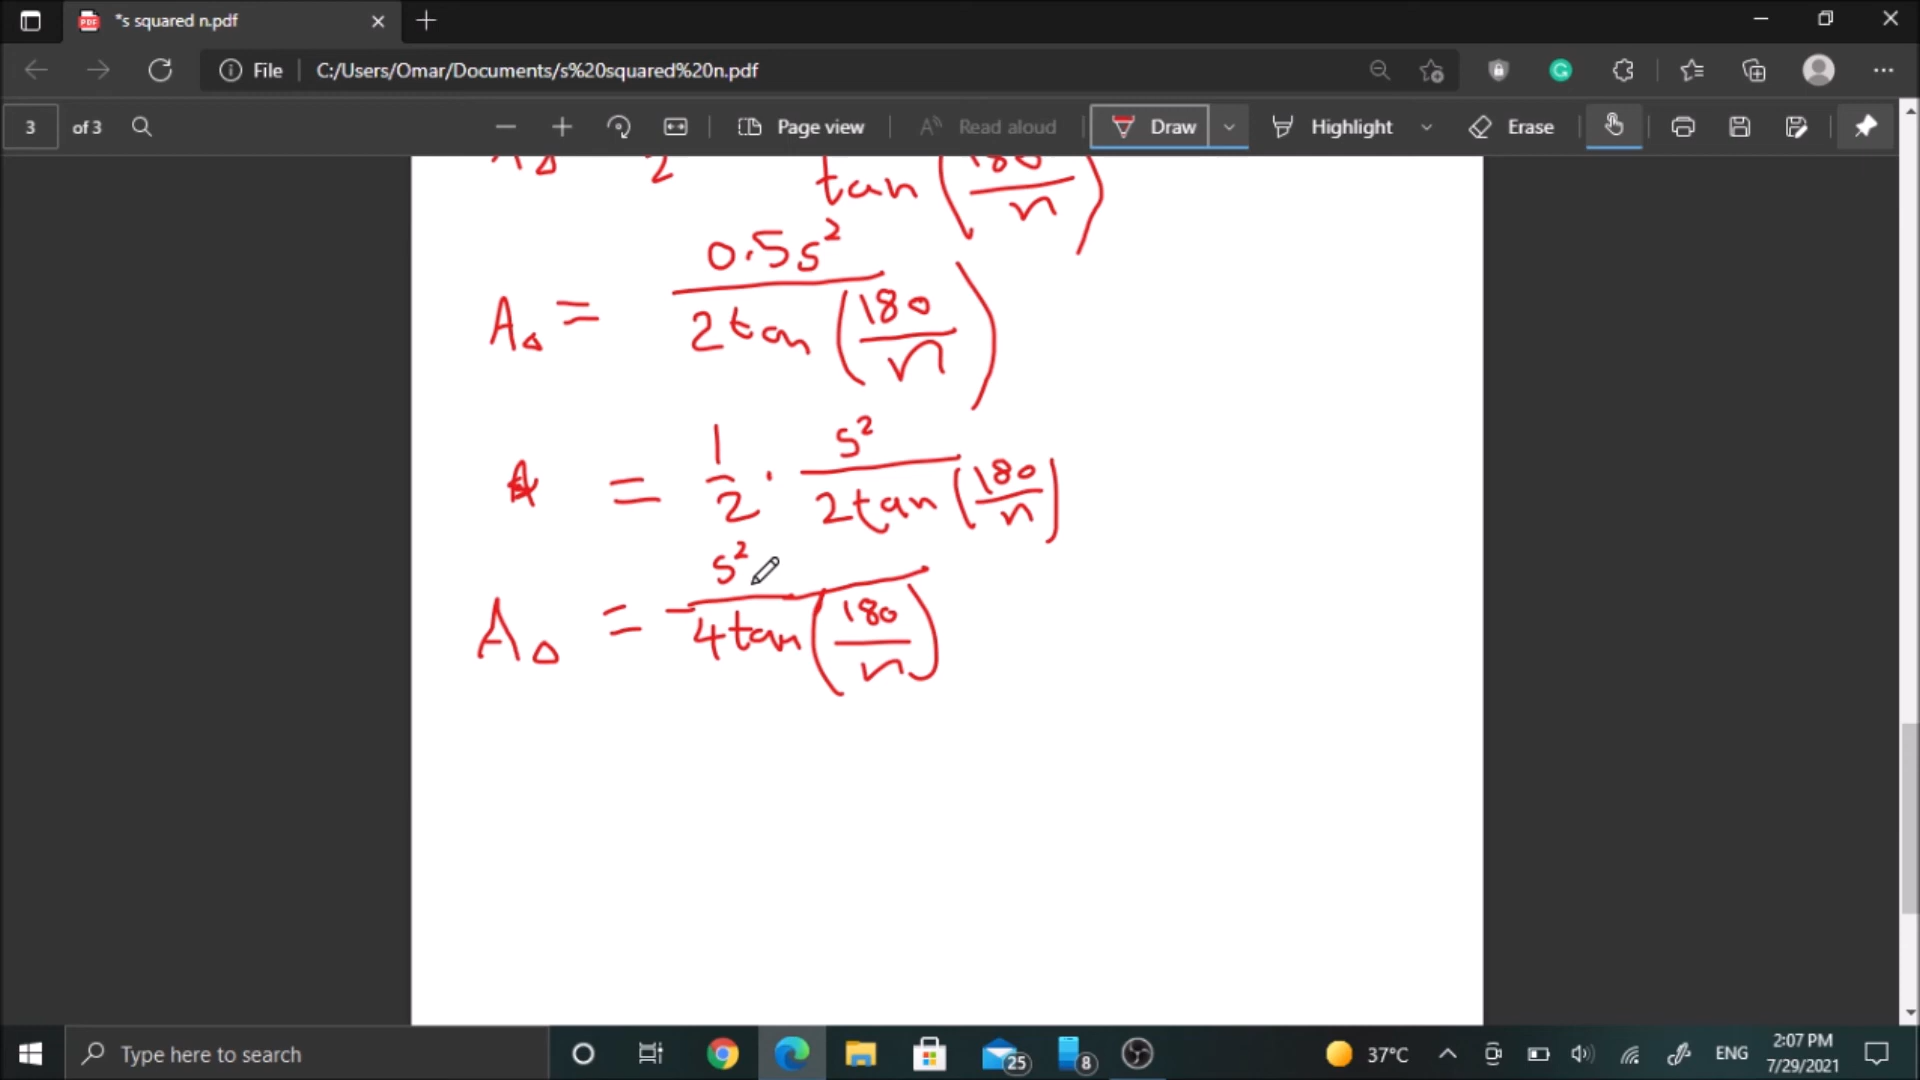 *s squared n.pdf
File C:/Users/Omar/Documents/s%20squared%20n.pdf
3 of 3 Page view Read aloud Draw Highlight Erase
A△ 2 tan (180/n)
A△ = 0.5s²/2tan (180/n)
A = 1/2 · s²/2tan (180/n)
A△ = s²/4tan (180/n)
Type here to search 25 8 37°C ENG 2:07 PM
7/29/2021